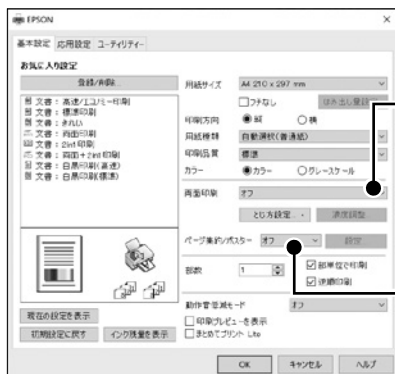 EPSON
基本設定 応用設定 ユーティリティー
お気に入り設定
登録/削除...
文書：高速/エコノミー印刷
文書：標準印刷
文書：きれい
文書：両面印刷
文書：2in1 印刷
文書：両面＋2in1 印刷
文書：白黒印刷(高速)
文書：白黒印刷(標準)
現在の設定を表示
初期設定に戻す インク残量を表示
用紙サイズ A4 210 x 297 mm
フチなし はみ出し量設定
印刷方向 縦 横
用紙種類 自動選択(普通紙)
印刷品質 標準
カラー カラー グレースケール
両面印刷 オフ
とじ方設定... 濃度調整
ページ集約/ポスター オフ 設定
部数 1 部単位で印刷
逆順印刷
動作音低減モード オフ
印刷プレビューを表示
まとめてプリント Lite
OK キャンセル ヘルプ